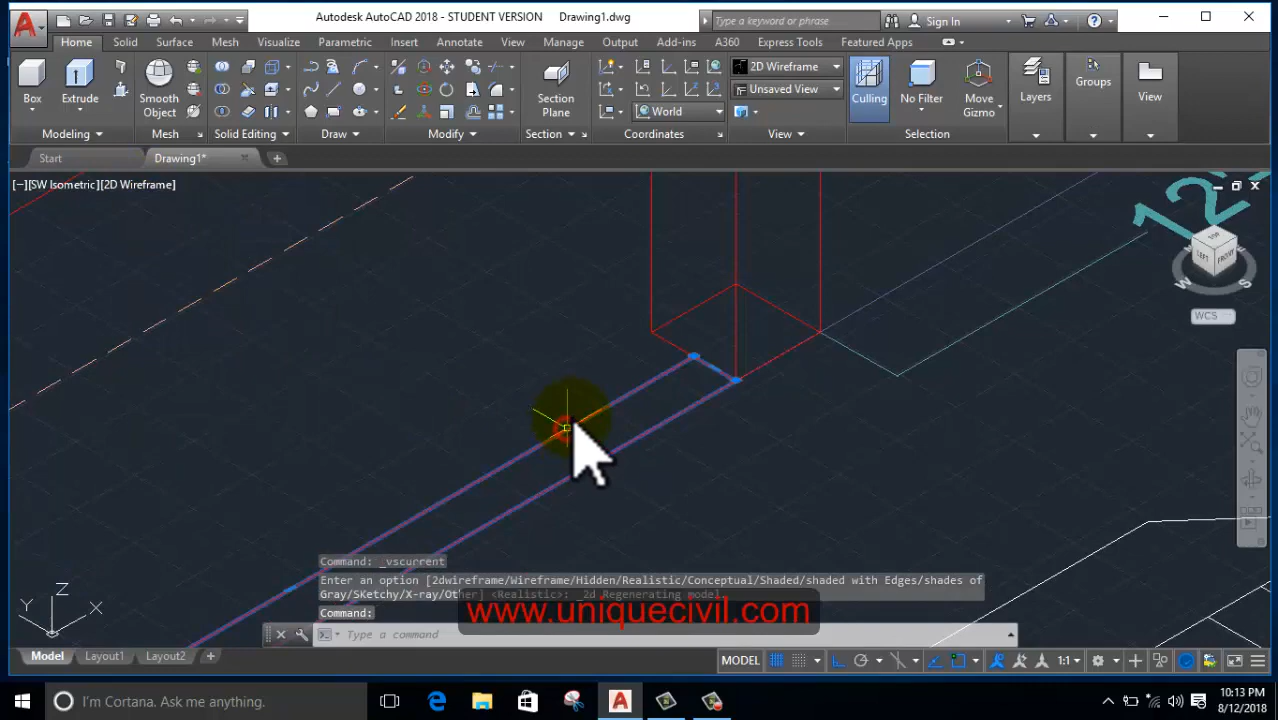 Autodesk AutoCAD 2018 - STUDENT VERSION Drawing1.dwg
Type a keyword or phrase
Sign In
Home Solid Surface Mesh Visualize Parametric Insert Annotate View Manage Output Add-ins A360 Express Tools Featured Apps
Box
Extrude
Smooth Object
Section Plane
2D Wireframe
Unsaved View
World
Culling
No Filter
Move Gizmo
Layers
Groups
View
Modeling Mesh Solid Editing Draw Modify Section Coordinates View Selection
Start Drawing1*
[−][SW Isometric][2D Wireframe]
TOP
LEFT
FRONT
W
S
WCS
Command: _vscurrent
Enter an option [2dwireframe/Wireframe/Hidden/Realistic/Conceptual/Shaded/shaded with Edges/shades of
Gray/SKetchy/X-ray/Other] <Realistic>: _2d Regenerating model.
Command:
www.uniquecivil.com
Type a command
Z
Y
X
Model Layout1 Layout2
MODEL
1:1
I'm Cortana. Ask me anything.
10:13 PM
8/12/2018